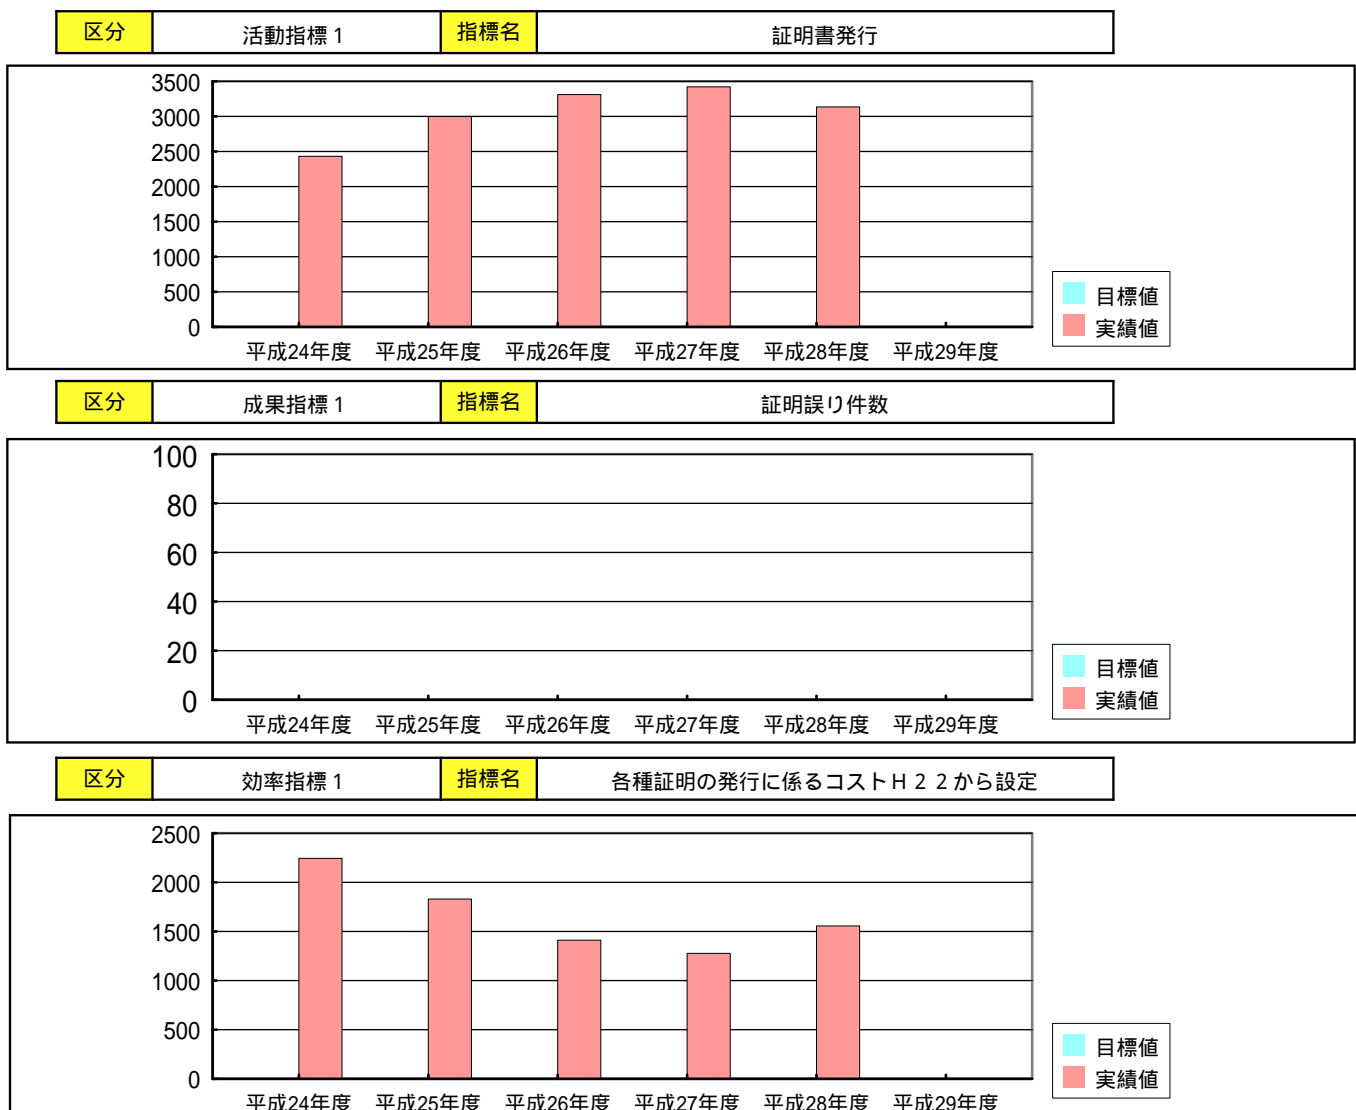 区分 活動指標1 指標名 証明書発行
3500
3000
2500
2000
1500
1000
500
0
平成24年度 平成25年度 平成26年度 平成27年度 平成28年度 平成29年度
目標値
実績値
区分 成果指標1 指標名 証明誤り件数
100
80
60
40
20
0
平成24年度 平成25年度 平成26年度 平成27年度 平成28年度 平成29年度
目標値
実績値
区分 効率指標1 指標名 各種証明の発行に係るコストH22から設定
2500
2000
1500
1000
500
0
平成24年度 平成25年度 平成26年度 平成27年度 平成28年度 平成29年度
目標値
実績値